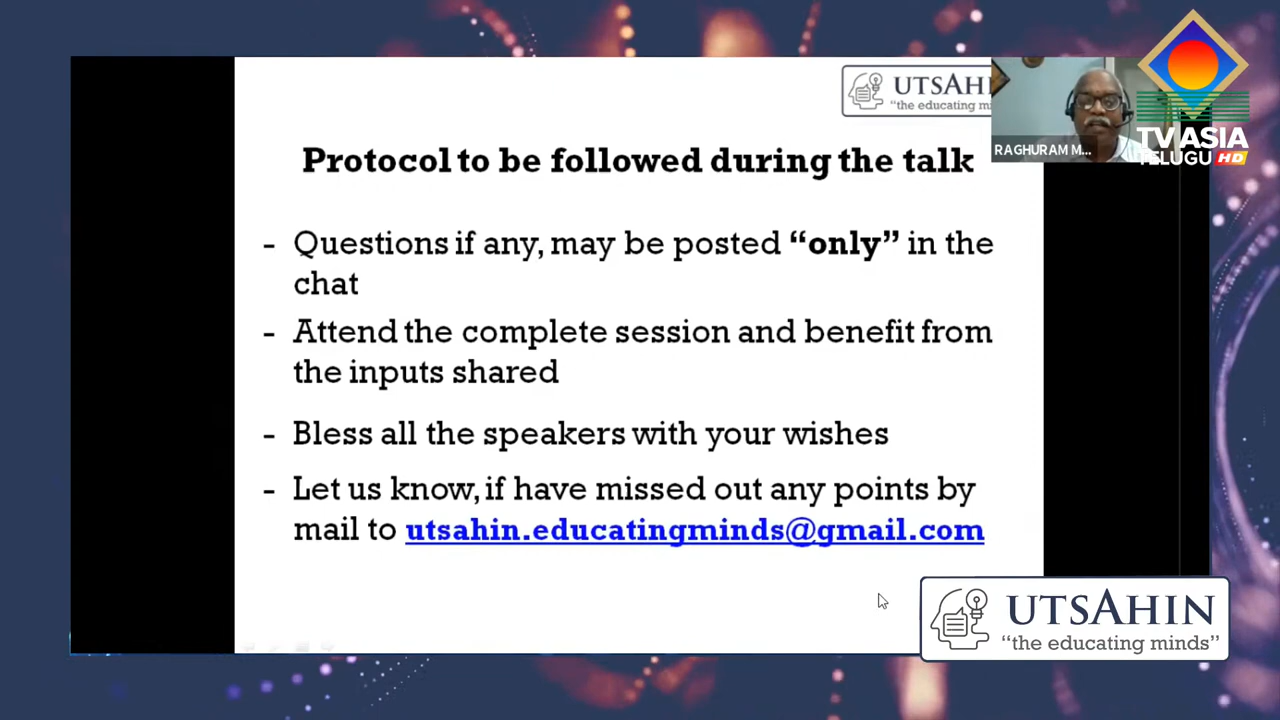 UTSAHI
"the educating mi
RAGHURAM M...
TV ASIA
TELUGU HD
Protocol to be followed during the talk
- Questions if any, may be posted “only” in the
chat
- Attend the complete session and benefit from
the inputs shared
- Bless all the speakers with your wishes
- Let us know, if have missed out any points by
mail to utsahin.educatingminds@gmail.com
UTSAHIN
“the educating minds”